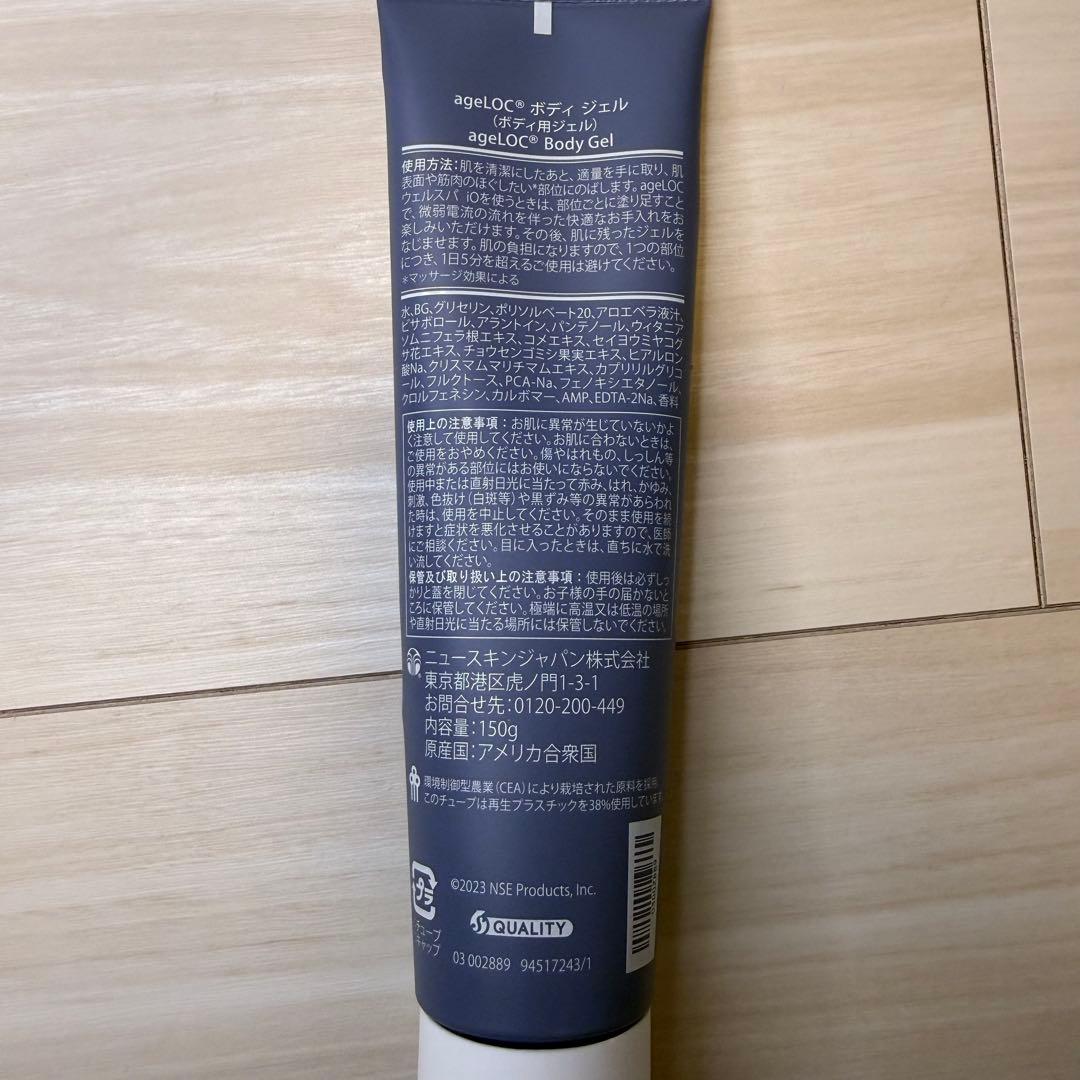 ageLOC® ボディ ジェル
(ボディ用ジェル)
ageLOC® Body Gel
使用方法：肌を清潔にしたあと、適量を手に取り、肌
表面や筋肉のほぐしたい*部位にのばします。ageLOC
ウェルスパ iOを使うときは、部位ごとに塗り足すこと
で、微弱電流の流れを伴った快適なお手入れをお
楽しみいただけます。その後、肌に残ったジェルを
なじませます。肌の負担になりますので、1つの部位
につき、1日5分を超えるご使用は避けてください。
*マッサージ効果による
水、BG、グリセリン、ポリソルベート20、アロエベラ液汁、
ビサボロール、アラントイン、パンテノール、ウィタニア
ソムニフェラ根エキス、コメエキス、セイヨウミヤコグ
サ花エキス、チョウセンゴミシ果実エキス、ヒアルロン
酸Na、クリスマムマリチマムエキス、カプリリルグリコ
ール、フルクトース、PCA-Na、フェノキシエタノール、
クロルフェネシン、カルボマー、AMP、EDTA-2Na、香料
使用上の注意事項：お肌に異常が生じていないかよ
く注意して使用してください。お肌に合わないときは、
ご使用をおやめください。傷やはれもの、しっしん等
の異常がある部位にはお使いにならないでください。
使用中または直射日光に当たって赤み、はれ、かゆみ、
刺激、色抜け(白斑等)や黒ずみ等の異常があらわれ
た時は、使用を中止してください。そのまま使用を続
けますと症状を悪化させることがありますので、医師
にご相談ください。目に入ったときは、直ちに水で洗
い流してください。
保管及び取り扱い上の注意事項：使用後は必ずしっ
かりと蓋を閉じてください。お子様の手の届かないと
ころに保管してください。極端に高温又は低温の場所
や直射日光に当たる場所には保管しないでください。
ニュースキンジャパン株式会社
東京都港区虎ノ門1-3-1
お問合せ先：0120-200-449
内容量：150g
原産国：アメリカ合衆国
環境制御型農業(CEA)により栽培された原料を採用
このチューブは再生プラスチックを38%使用しています
プラ
チューブ
キャップ
©2023 NSE Products, Inc.
QUALITY
03 002889 94517243/1